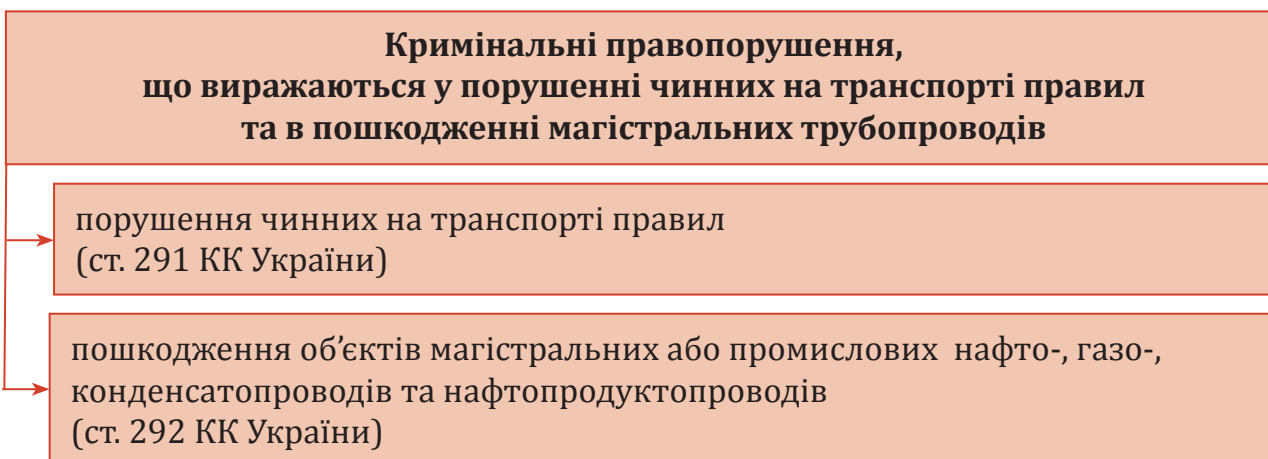 Кримінальні правопорушення,
що виражаються у порушенні чинних на транспорті правил
та в пошкодженні магістральних трубопроводів
порушення чинних на транспорті правил
(ст. 291 КК України)
пошкодження об’єктів магістральних або промислових нафто-, газо-,
конденсатопроводів та нафтопродуктопроводів
(ст. 292 КК України)